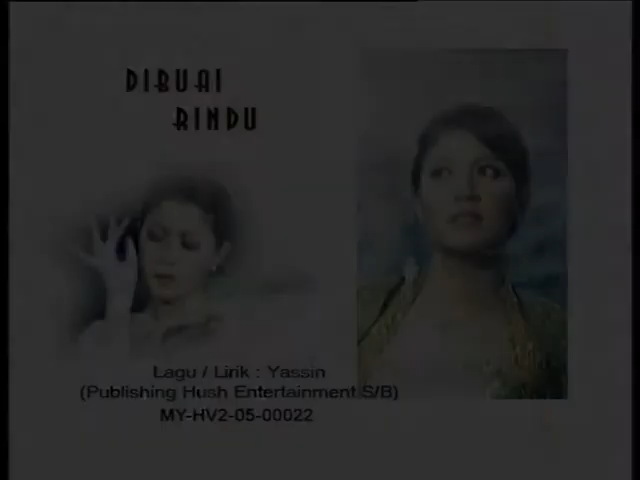 DIBUAI
RINDU
Lagu / Lirik : Yassin
(Publishing Hush Entertainment S/B)
MY-HV2-05-00022